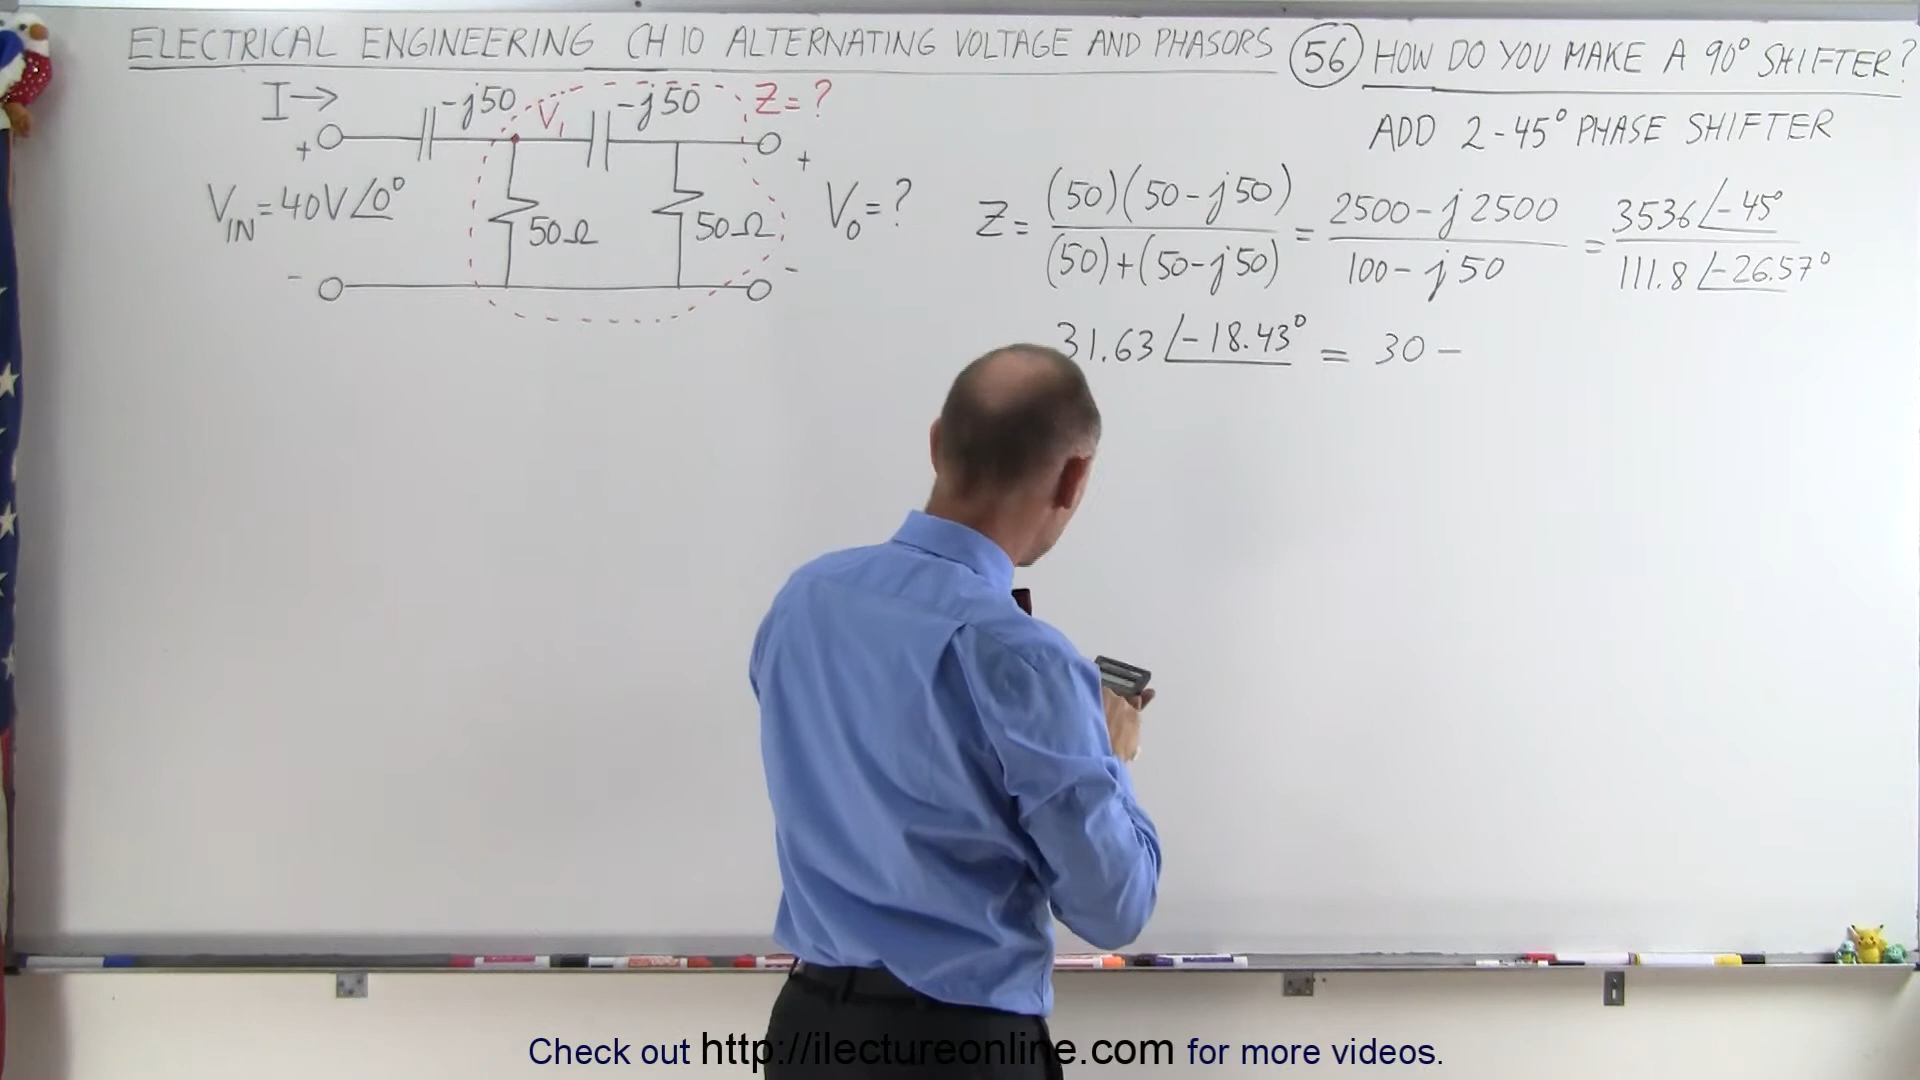 ELECTRICAL ENGINEERING CH 10 ALTERNATING VOLTAGE AND PHASORS (56) HOW DO YOU MAKE A 90° SHIFTER?
ADD 2-45° PHASE SHIFTER
I→
-j50
V₁
-j50
Z=?
+
+
V_IN=40V∠0°
50Ω
50Ω
V₀=?
-
-
Z= (50)(50-j50) / (50)+(50-j50) = 2500-j2500 / 100-j50 = 3536∠-45° / 111.8∠-26.57°
31.63∠-18.43° = 30-
Check out http://ilectureonline.com for more videos.